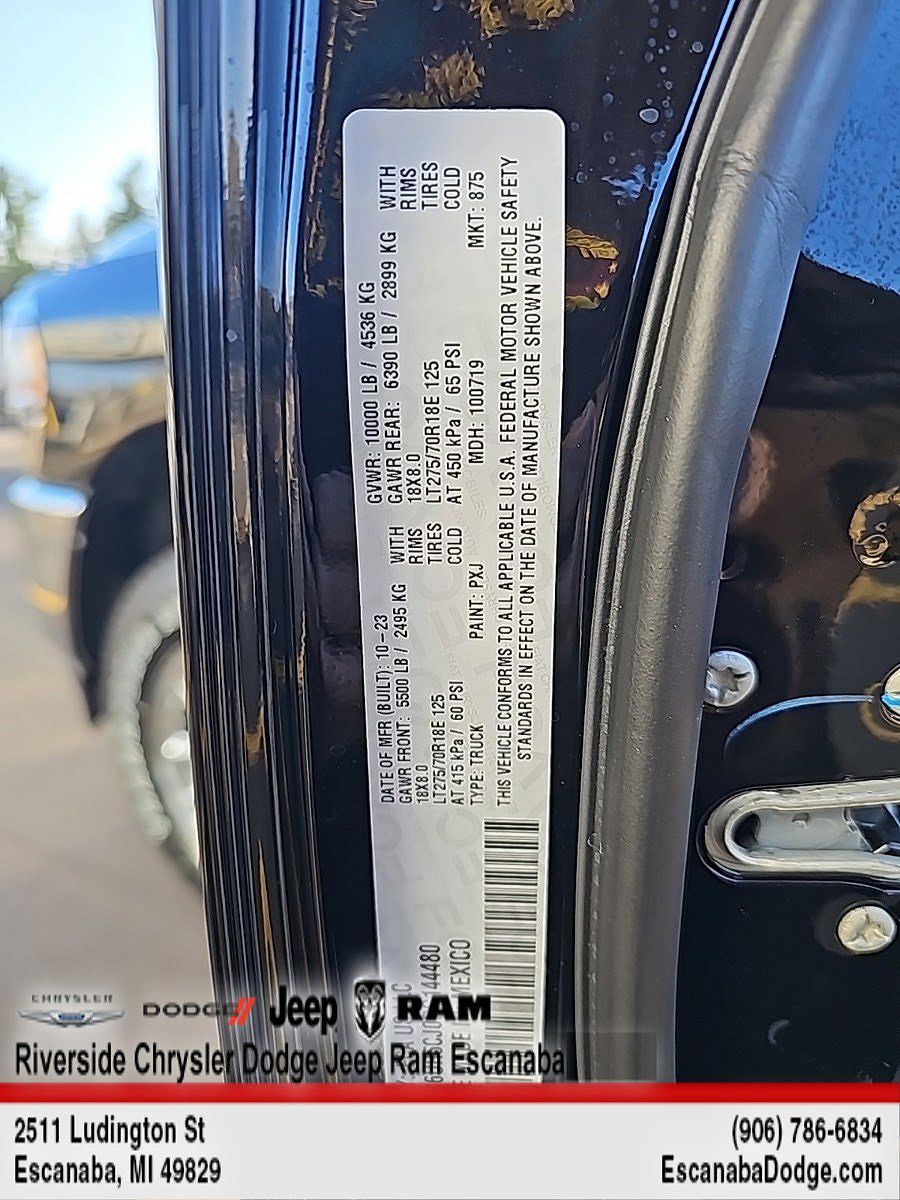 DATE OF MFR (BUILT): 10-23 GVWR: 10000 LB / 4536 KG
GAWR FRONT: 5500 LB / 2495 KG WITH GAWR REAR: 6390 LB / 2899 KG WITH
18X8.0 RIMS 18X8.0 RIMS
LT275/70R18E 125 TIRES LT275/70R18E 125 TIRES
AT 415 kPa / 60 PSI COLD AT 450 kPa / 65 PSI COLD
TYPE: TRUCK PAINT: PXJ MDH: 100719 MKT: 875
THIS VEHICLE CONFORMS TO ALL APPLICABLE U.S.A. FEDERAL MOTOR VEHICLE SAFETY
STANDARDS IN EFFECT ON THE DATE OF MANUFACTURE SHOWN ABOVE.
144480
MEXICO
CHRYSLER DODGE Jeep RAM
Riverside Chrysler Dodge Jeep Ram Escanaba
2511 Ludington St
Escanaba, MI 49829
(906) 786-6834
EscanabaDodge.com